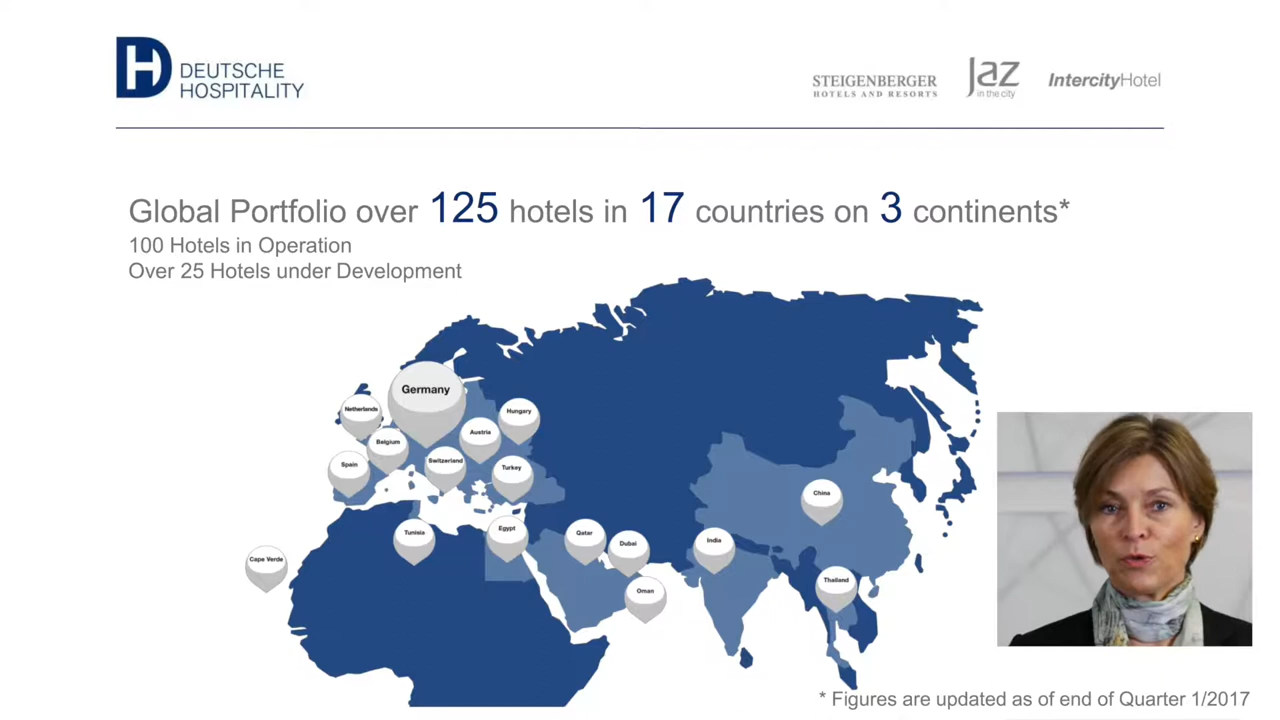 DEUTSCHE
HOSPITALITY
STEIGENBERGER
HOTELS AND RESORTS
Jaz
in the city
IntercityHotel
Global Portfolio over 125 hotels in 17 countries on 3 continents*
100 Hotels in Operation
Over 25 Hotels under Development
Germany
Netherlands
Hungary
Belgium
Austria
Spain
Switzerland
Turkey
China
Tunisia
Egypt
Qatar
Dubai
India
Cape Verde
Oman
Thailand
* Figures are updated as of end of Quarter 1/2017